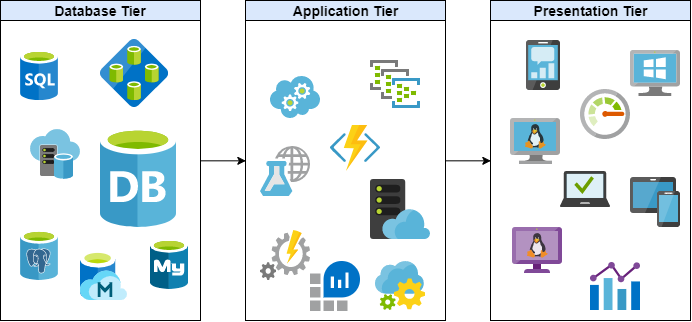 Database Tier
Application Tier
Presentation Tier
SQL
DB
My
M